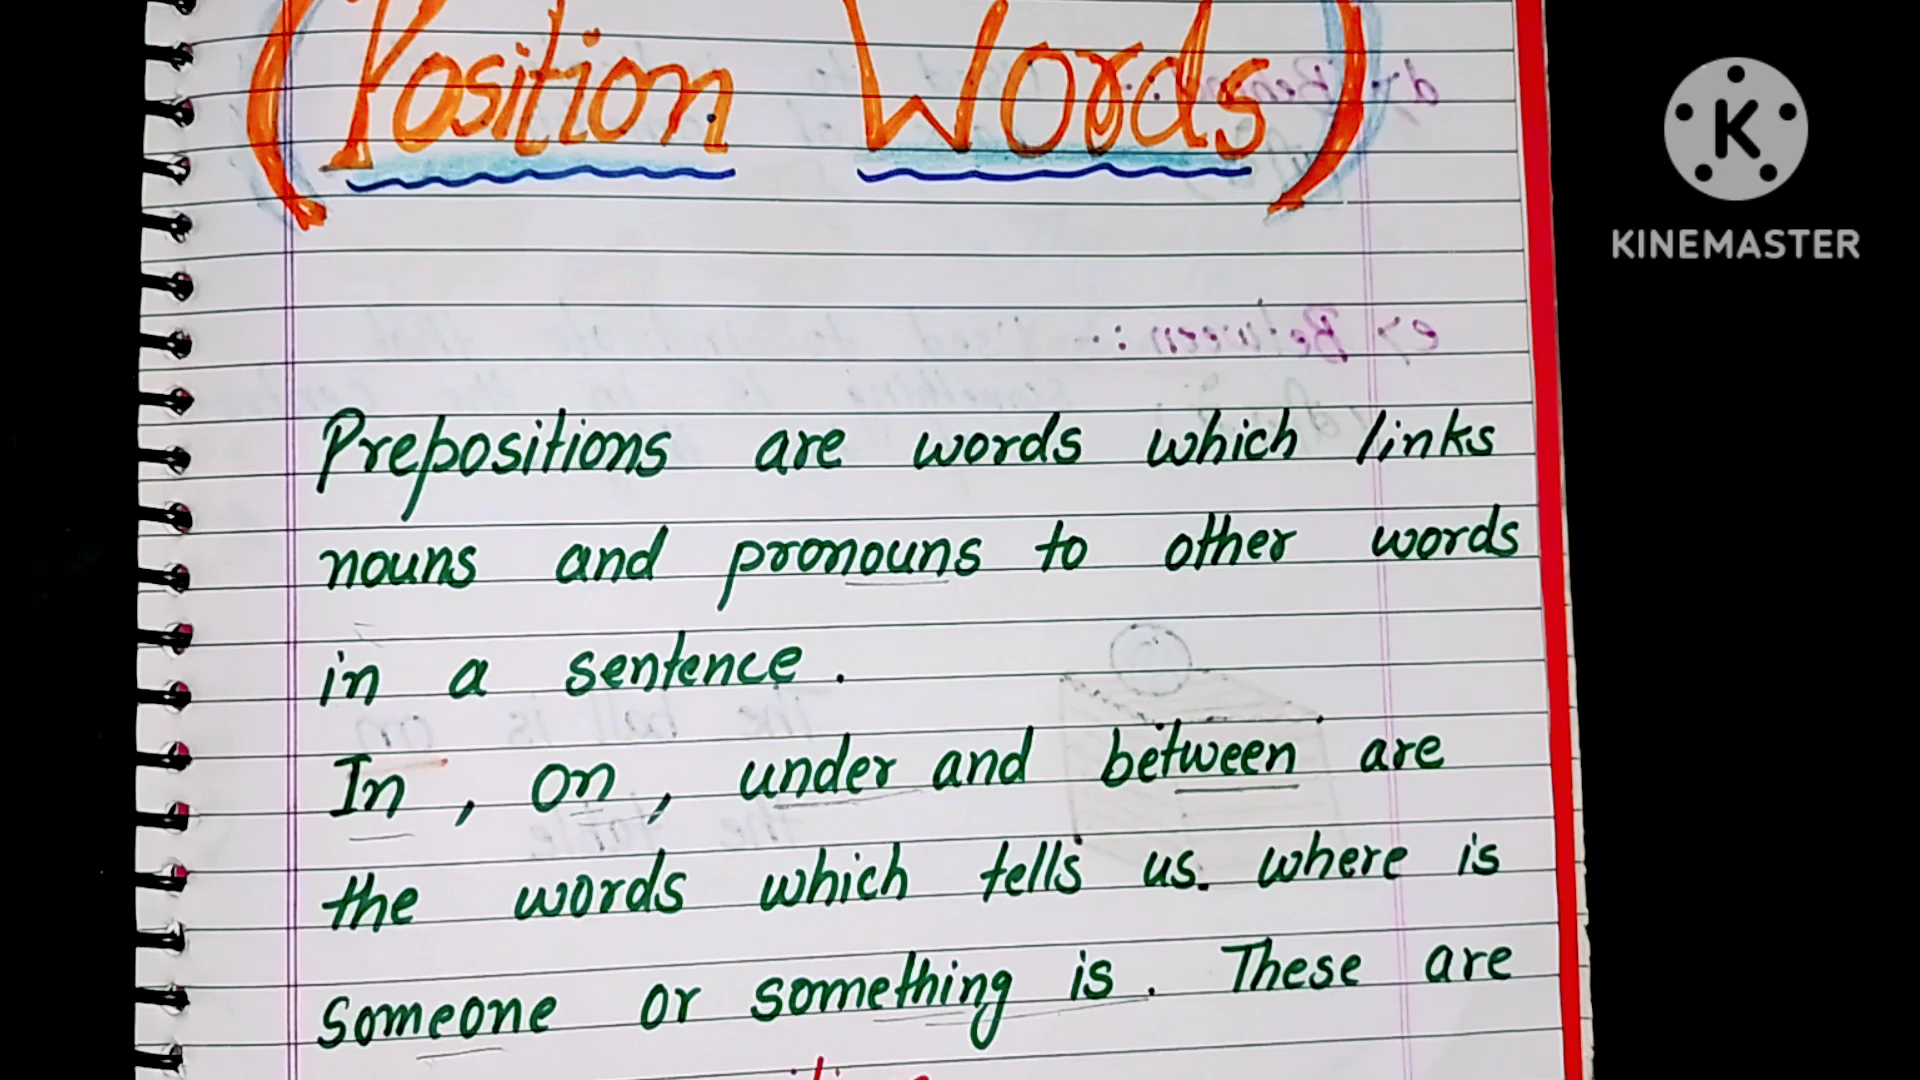 (Position Words)
Prepositions are words which links
nouns and pronouns to other words
in a sentence.
In, on, under and between are
the words which tells us. where is
someone or something is. These are
K
KINEMASTER